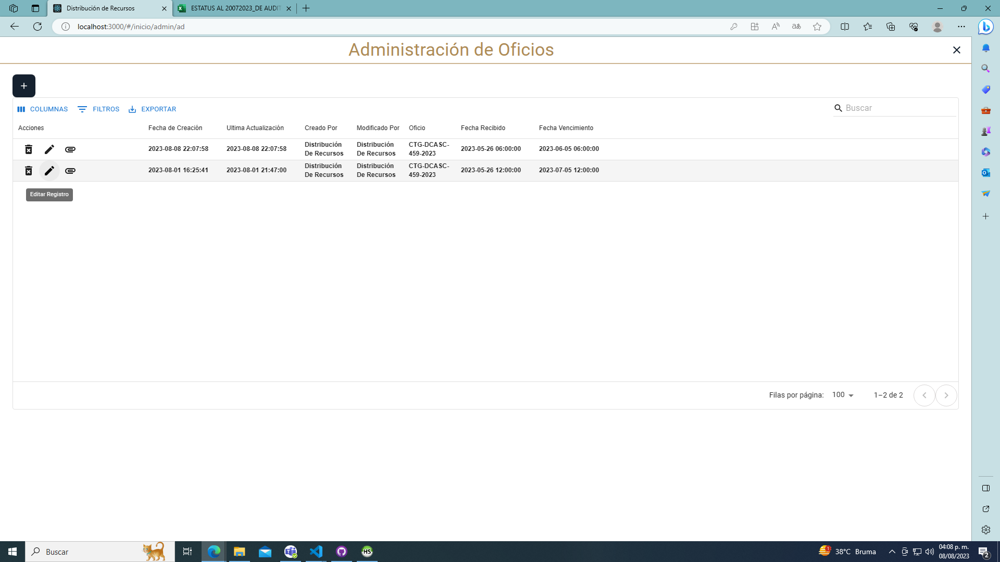 Distribución de Recursos
ESTATUS AL 20072023_DE AUDIT
localhost:3000/#/inicio/admin/ad
Administración de Oficios
COLUMNAS FILTROS EXPORTAR
Buscar
Acciones Fecha de Creación Ultima Actualización Creado Por Modificado Por Oficio Fecha Recibido Fecha Vencimiento
2023-08-08 22:07:58 2023-08-08 22:07:58 Distribución De Recursos Distribución De Recursos CTG-DCASC-459-2023 2023-05-26 06:00:00 2023-06-05 06:00:00
2023-08-01 16:25:41 2023-08-01 21:47:00 Distribución De Recursos Distribución De Recursos CTG-DCASC-459-2023 2023-05-26 12:00:00 2023-07-05 12:00:00
Editar Registro
Filas por página: 100 1–2 de 2
Buscar
HS
1
38°C Bruma
04:08 p. m.
08/08/2023
2